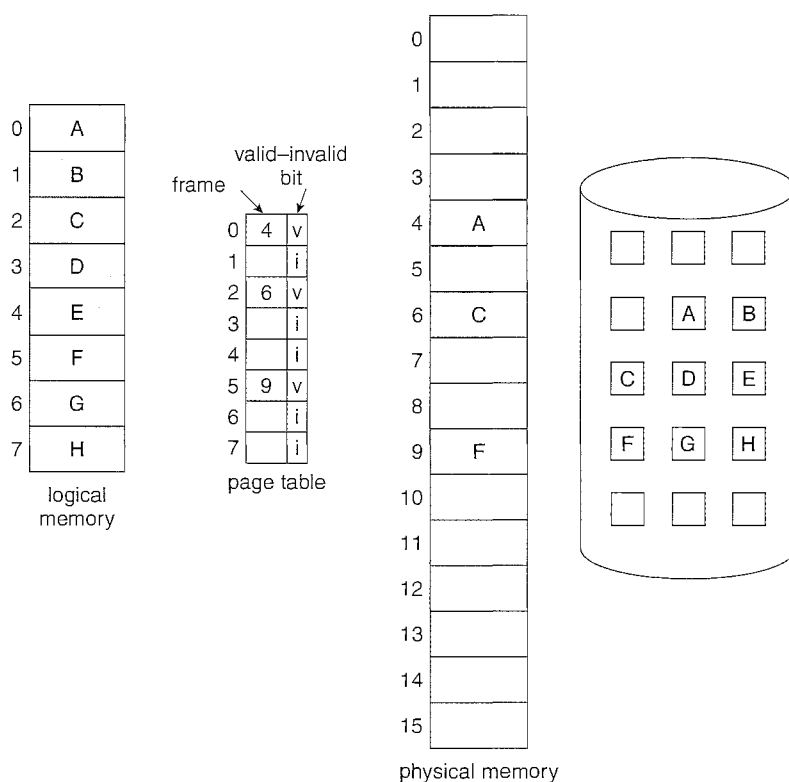 0 A
1 B
2 C
3 D
4 E
5 F
6 G
7 H
logical
memory
valid–invalid
bit
frame
0 4 v
1 i
2 6 v
3 i
4 i
5 9 v
6 i
7 i
page table
0
1
2
3
4 A
5
6 C
7
8
9 F
10
11
12
13
14
15
physical memory
A B
C D E
F G H